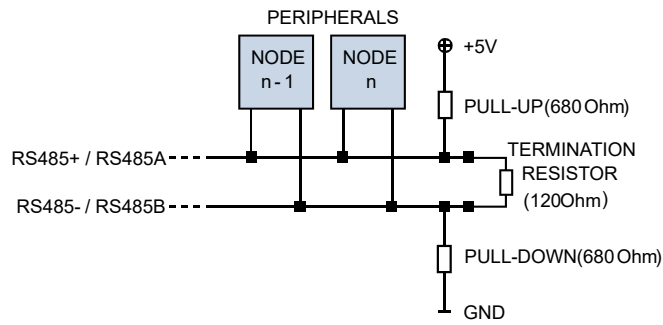 PERIPHERALS
NODE
n-1
NODE
n
+5V
PULL-UP(680 Ohm)
RS485+ / RS485A
TERMINATION
RESISTOR
(120Ohm)
RS485- / RS485B
PULL-DOWN(680 Ohm)
GND